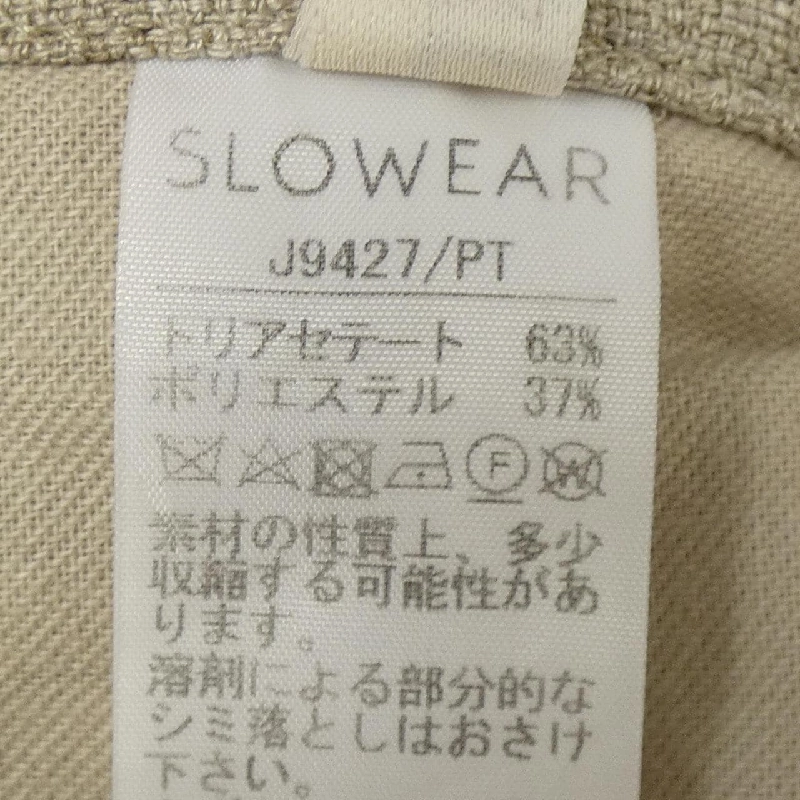 SLOWEAR
J9427/PT
トリアセテート 63%
ポリエステル 37%
F W
素材の性質上、多少
収縮する可能性があ
ります。
溶剤による部分的な
シミ落としはおさけ
下さい。